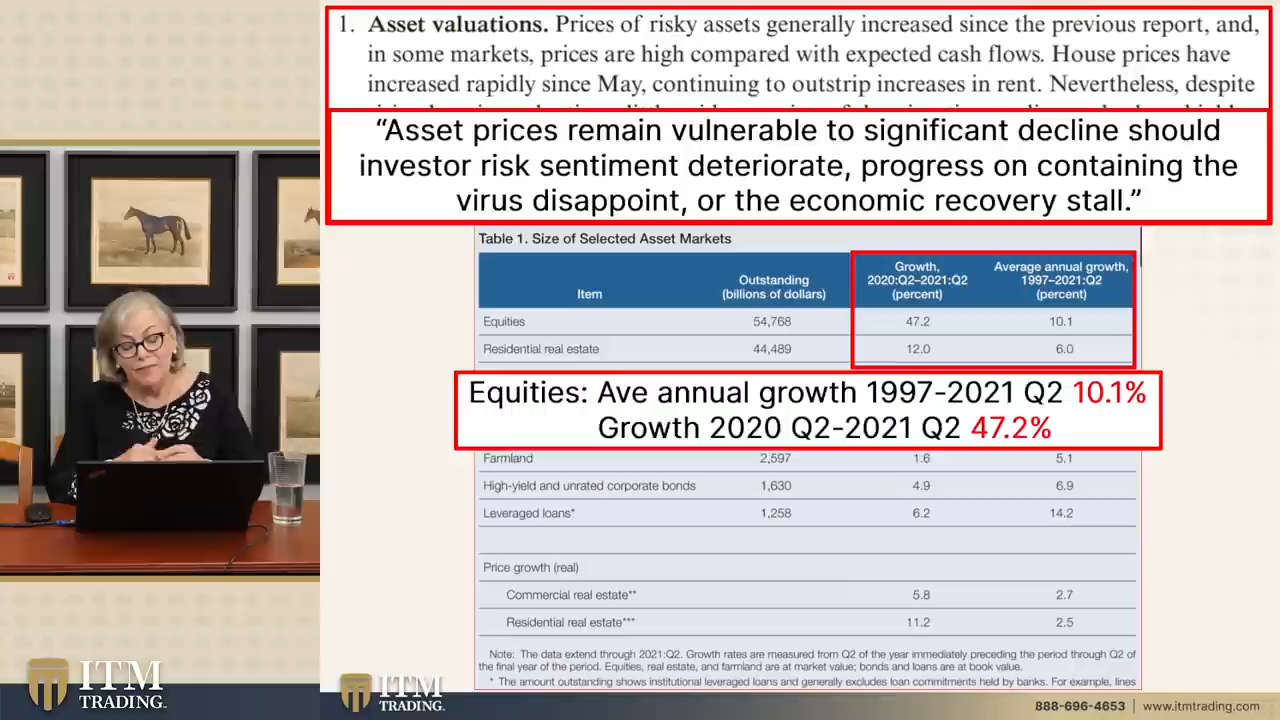 1. Asset valuations. Prices of risky assets generally increased since the previous report, and,
in some markets, prices are high compared with expected cash flows. House prices have
increased rapidly since May, continuing to outstrip increases in rent. Nevertheless, despite
“Asset prices remain vulnerable to significant decline should
investor risk sentiment deteriorate, progress on containing the
virus disappoint, or the economic recovery stall.”
Table 1. Size of Selected Asset Markets
Item Outstanding (billions of dollars) Growth, 2020:Q2–2021:Q2 (percent) Average annual growth, 1997–2021:Q2 (percent)
Equities 54,768 47.2 10.1
Residential real estate 44,489 12.0 6.0
Equities: Ave annual growth 1997-2021 Q2 10.1%
Growth 2020 Q2-2021 Q2 47.2%
Farmland 2,597 1.6 5.1
High-yield and unrated corporate bonds 1,630 4.9 6.9
Leveraged loans* 1,258 6.2 14.2
Price growth (real)
Commercial real estate** 5.8 2.7
Residential real estate*** 11.2 2.5
Note: The data extend through 2021:Q2. Growth rates are measured from Q2 of the year immediately preceding the period through Q2 of
the final year of the period. Equities, real estate, and farmland are at market value; bonds and loans are at book value.
* The amount outstanding shows institutional leveraged loans and generally excludes loan commitments held by banks. For example, lines
ITM
TRADING
ITM
TRADING
888-696-4653 | www.itmtrading.com